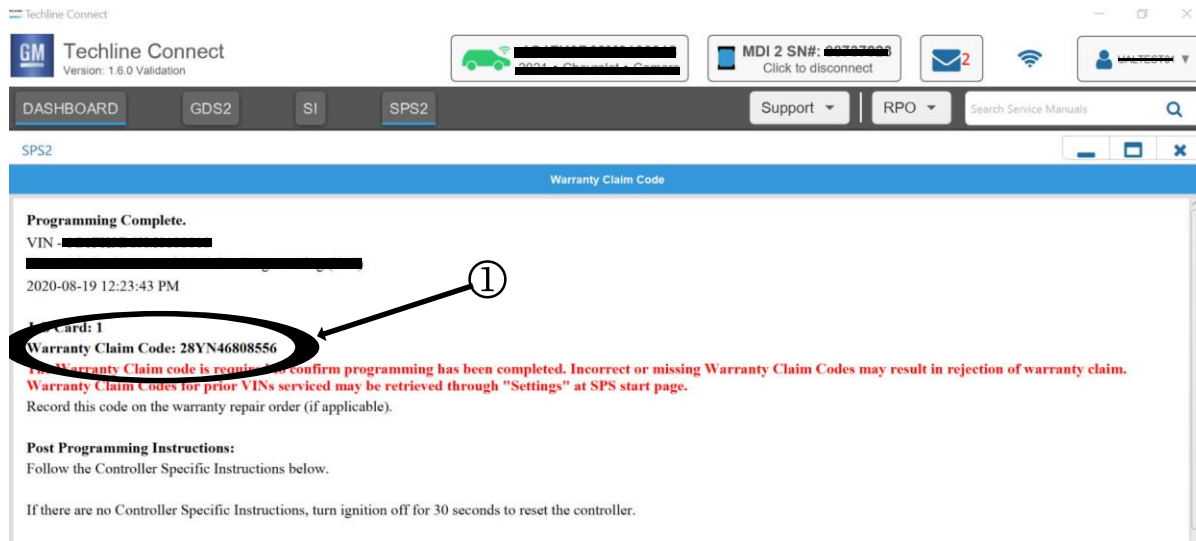 Techline Connect
GM
Techline Connect
Version: 1.6.0 Validation
2021 • Chevrolet • Camaro
MDI 2 SN#:
Click to disconnect
2
DASHBOARD GDS2 SI SPS2 Support RPO Search Service Manuals
SPS2
Warranty Claim Code
Programming Complete.
VIN -
2020-08-19 12:23:43 PM
1
Card: 1
Warranty Claim Code: 28YN46808556
The Warranty Claim code is required to confirm programming has been completed. Incorrect or missing Warranty Claim Codes may result in rejection of warranty claim.
Warranty Claim Codes for prior VINs serviced may be retrieved through "Settings" at SPS start page.
Record this code on the warranty repair order (if applicable).
Post Programming Instructions:
Follow the Controller Specific Instructions below.
If there are no Controller Specific Instructions, turn ignition off for 30 seconds to reset the controller.